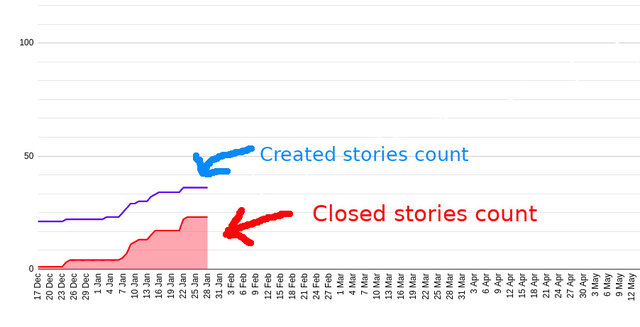 100
50
0
Created stories count
Closed stories count
17 Dec
20 Dec
23 Dec
26 Dec
29 Dec
1 Jan
4 Jan
7 Jan
10 Jan
13 Jan
16 Jan
19 Jan
22 Jan
25 Jan
28 Jan
31 Jan
3 Feb
6 Feb
9 Feb
12 Feb
15 Feb
18 Feb
21 Feb
24 Feb
27 Feb
1 Mar
4 Mar
7 Mar
10 Mar
13 Mar
16 Mar
19 Mar
22 Mar
25 Mar
28 Mar
31 Mar
3 Apr
6 Apr
9 Apr
12 Apr
15 Apr
18 Apr
21 Apr
24 Apr
27 Apr
30 Apr
3 May
6 May
9 May
12 May